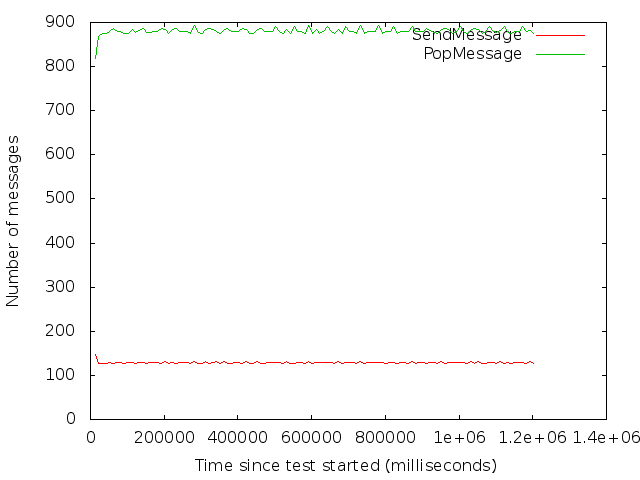 900
800
700
600
500
400
300
200
100
0
Number of messages
SendMessage
PopMessage
0 200000 400000 600000 800000 1e+06 1.2e+06 1.4e+06
Time since test started (milliseconds)